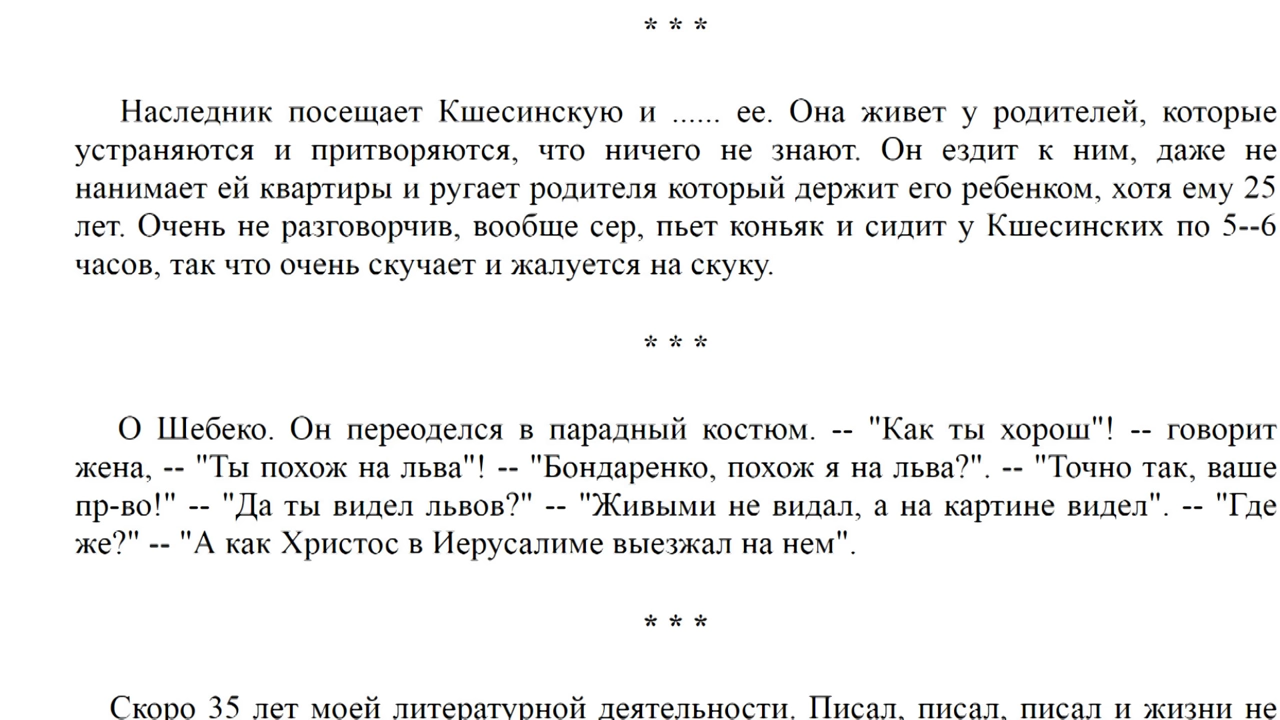 * * *
Наследник посещает Кшесинскую и ...... ее. Она живет у родителей, которые
устраняются и притворяются, что ничего не знают. Он ездит к ним, даже не
нанимает ей квартиры и ругает родителя который держит его ребенком, хотя ему 25
лет. Очень не разговорчив, вообще сер, пьет коньяк и сидит у Кшесинских по 5--6
часов, так что очень скучает и жалуется на скуку.
* * *
О Шебеко. Он переоделся в парадный костюм. -- "Как ты хорош"! -- говорит
жена, -- "Ты похож на льва"! -- "Бондаренко, похож я на льва?". -- "Точно так, ваше
пр-во!" -- "Да ты видел львов?" -- "Живыми не видал, а на картине видел". -- "Где
же?" -- "А как Христос в Иерусалиме выезжал на нем".
* * *
Скоро 35 лет моей литературной деятельности. Писал, писал, писал и жизни не